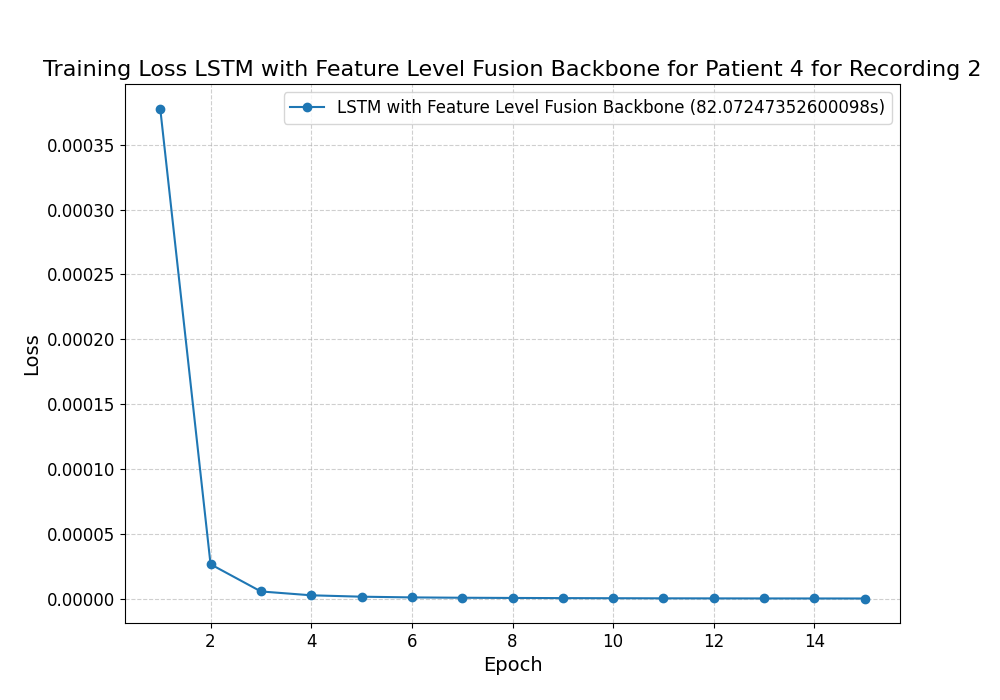 Training Loss LSTM with Feature Level Fusion Backbone for Patient 4 for Recording 2
LSTM with Feature Level Fusion Backbone (82.07247352600098s)
0.00035
0.00030
0.00025
0.00020
0.00015
0.00010
0.00005
0.00000
Loss
2 4 6 8 10 12 14
Epoch